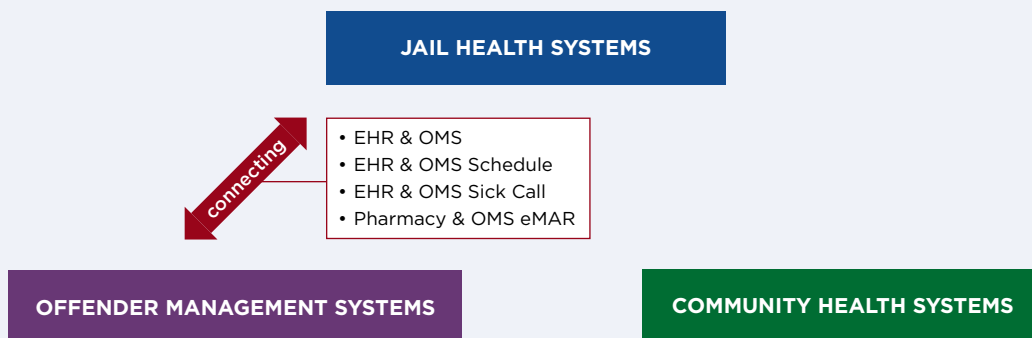 JAIL HEALTH SYSTEMS
connecting
• EHR & OMS
• EHR & OMS Schedule
• EHR & OMS Sick Call
• Pharmacy & OMS eMAR
OFFENDER MANAGEMENT SYSTEMS
COMMUNITY HEALTH SYSTEMS